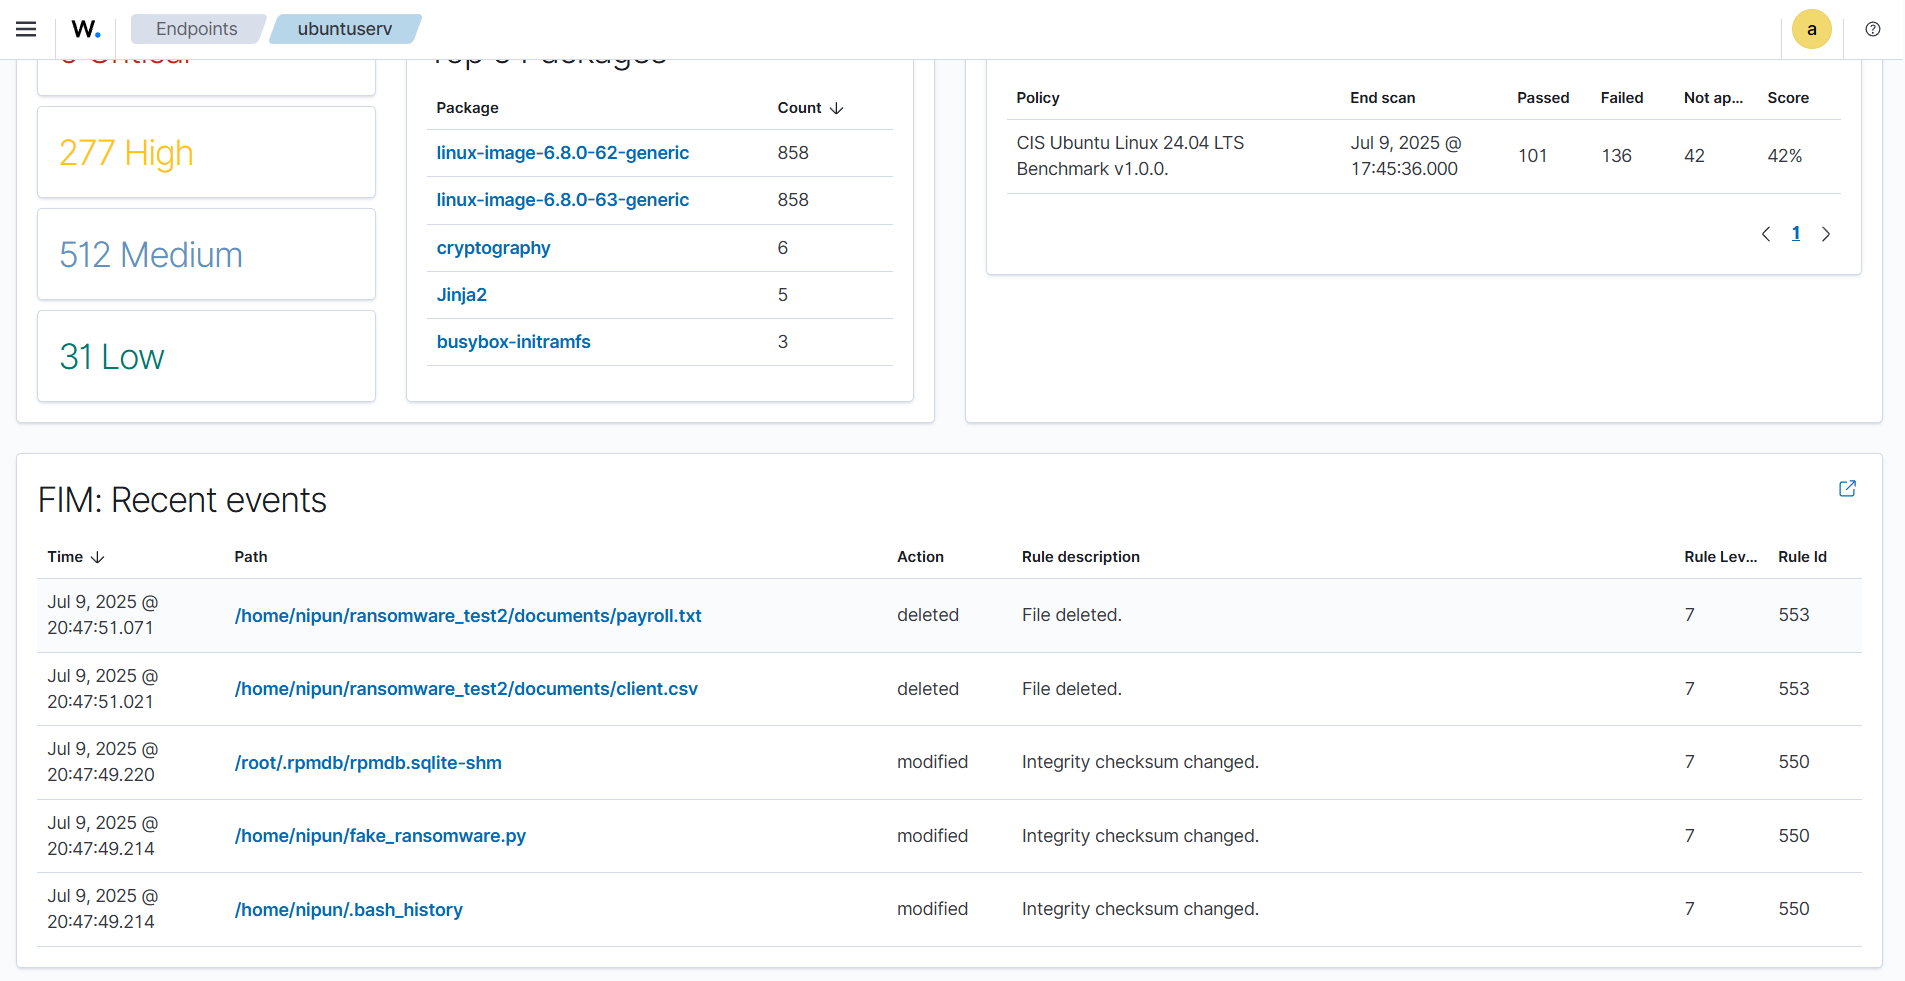 W.
Endpoints
ubuntuserv
a
Package Count
linux-image-6.8.0-62-generic 858
linux-image-6.8.0-63-generic 858
cryptography 6
Jinja2 5
busybox-initramfs 3
277 High
512 Medium
31 Low
Policy End scan Passed Failed Not ap... Score
CIS Ubuntu Linux 24.04 LTS
Benchmark v1.0.0.
Jul 9, 2025 @
17:45:36.000
101 136 42 42%
1
FIM: Recent events
Time Path Action Rule description Rule Lev... Rule Id
Jul 9, 2025 @
20:47:51.071
/home/nipun/ransomware_test2/documents/payroll.txt deleted File deleted. 7 553
Jul 9, 2025 @
20:47:51.021
/home/nipun/ransomware_test2/documents/client.csv deleted File deleted. 7 553
Jul 9, 2025 @
20:47:49.220
/root/.rpmdb/rpmdb.sqlite-shm modified Integrity checksum changed. 7 550
Jul 9, 2025 @
20:47:49.214
/home/nipun/fake_ransomware.py modified Integrity checksum changed. 7 550
Jul 9, 2025 @
20:47:49.214
/home/nipun/.bash_history modified Integrity checksum changed. 7 550